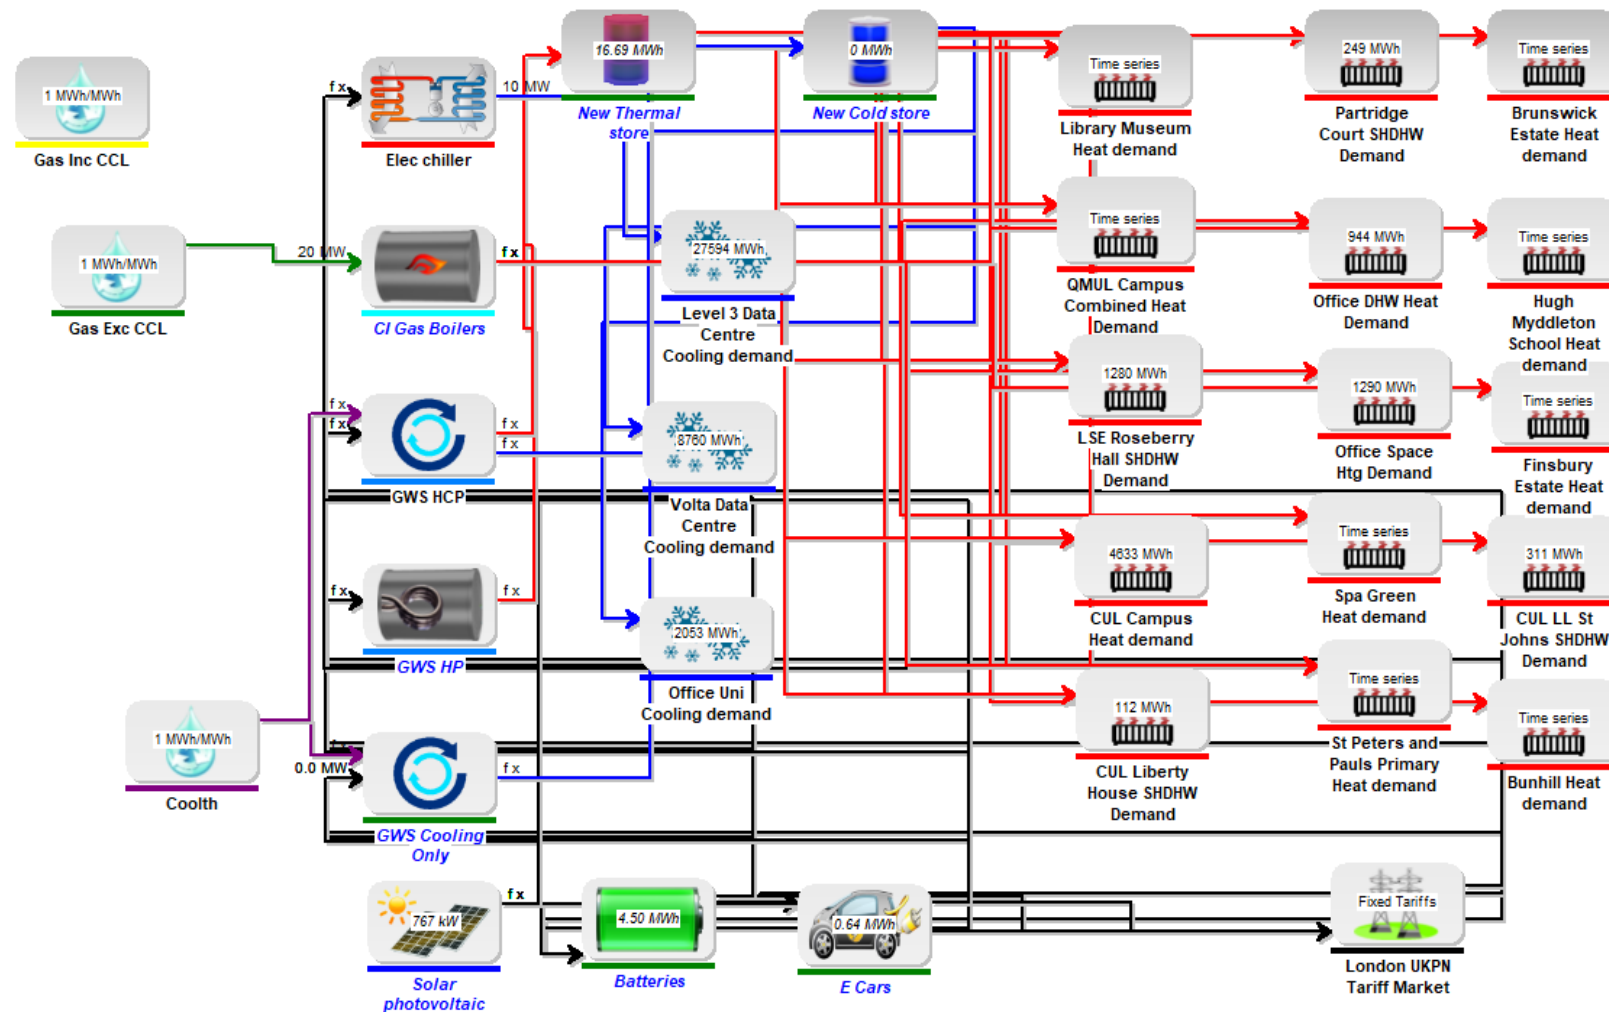 1 MWh/MWh
Gas Inc CCL
f x
10 MW
Elec chiller
16.69 MWh
New Thermal
store
0 MWh
New Cold store
Time series
Library Museum
Heat demand
249 MWh
Partridge
Court SHDHW
Demand
Time series
Brunswick
Estate Heat
demand
1 MWh/MWh
Gas Exc CCL
20 MW
f x
CI Gas Boilers
27594 MWh
Level 3 Data
Centre
Cooling demand
Time series
QMUL Campus
Combined Heat
Demand
944 MWh
Office DHW Heat
Demand
Time series
Hugh
Myddleton
School Heat
demand
f x
f x
f x
f x
GWS HCP
8760 MWh
Volta Data
Centre
Cooling demand
1280 MWh
LSE Roseberry
Hall SHDHW
Demand
1290 MWh
Office Space
Htg Demand
Time series
Finsbury
Estate Heat
demand
f x
f x
GWS HP
2053 MWh
Office Uni
Cooling demand
4633 MWh
CUL Campus
Heat demand
Time series
Spa Green
Heat demand
311 MWh
CUL LL St
Johns SHDHW
Demand
1 MWh/MWh
Coolth
0.0 MW
f x
GWS Cooling
Only
112 MWh
CUL Liberty
House SHDHW
Demand
Time series
St Peters and
Pauls Primary
Heat demand
Time series
Bunhill Heat
demand
767 kW
f x
Solar
photovoltaic
4.50 MWh
Batteries
0.64 MWh
E Cars
Fixed Tariffs
London UKPN
Tariff Market